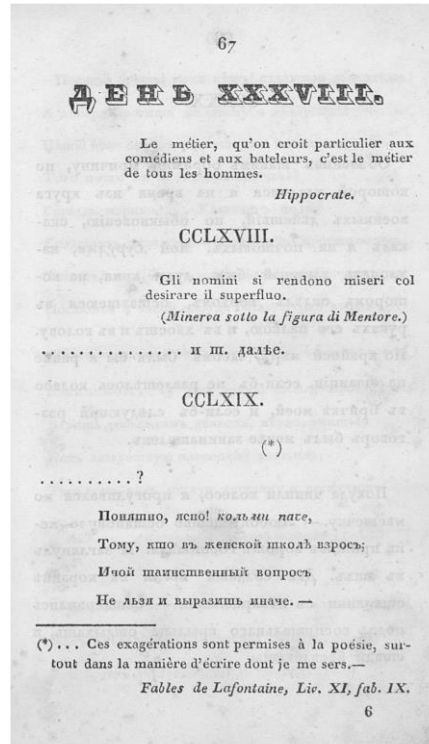 67
ДЕНЬ XXXVIII.
Le métier, qu'on croit particulier aux
comédiens et aux bateleurs, c'est le métier
de tous les hommes.
Hippocrate.
CCLXVIII.
Gli nomini si rendono miseri col
desirare il superfluo.
(Minerva sotto la figura di Mentore.)
. . . . . . . . . . . . . . . и т. далѣе.
CCLXIX.
(*)
. . . . . . . . . ?
Понятно, ясно! кольми паче,
Тому, кто въ женской школѣ взросъ;
Иной таинственный вопросъ
Не льзя и выразить иначе. —
(*) . . . Ces exagérations sont permises à la poésie, sur-
tout dans la manière d'écrire dont je me sers.—
Fables de Lafontaine, Liv. XI, fab. IX.
6